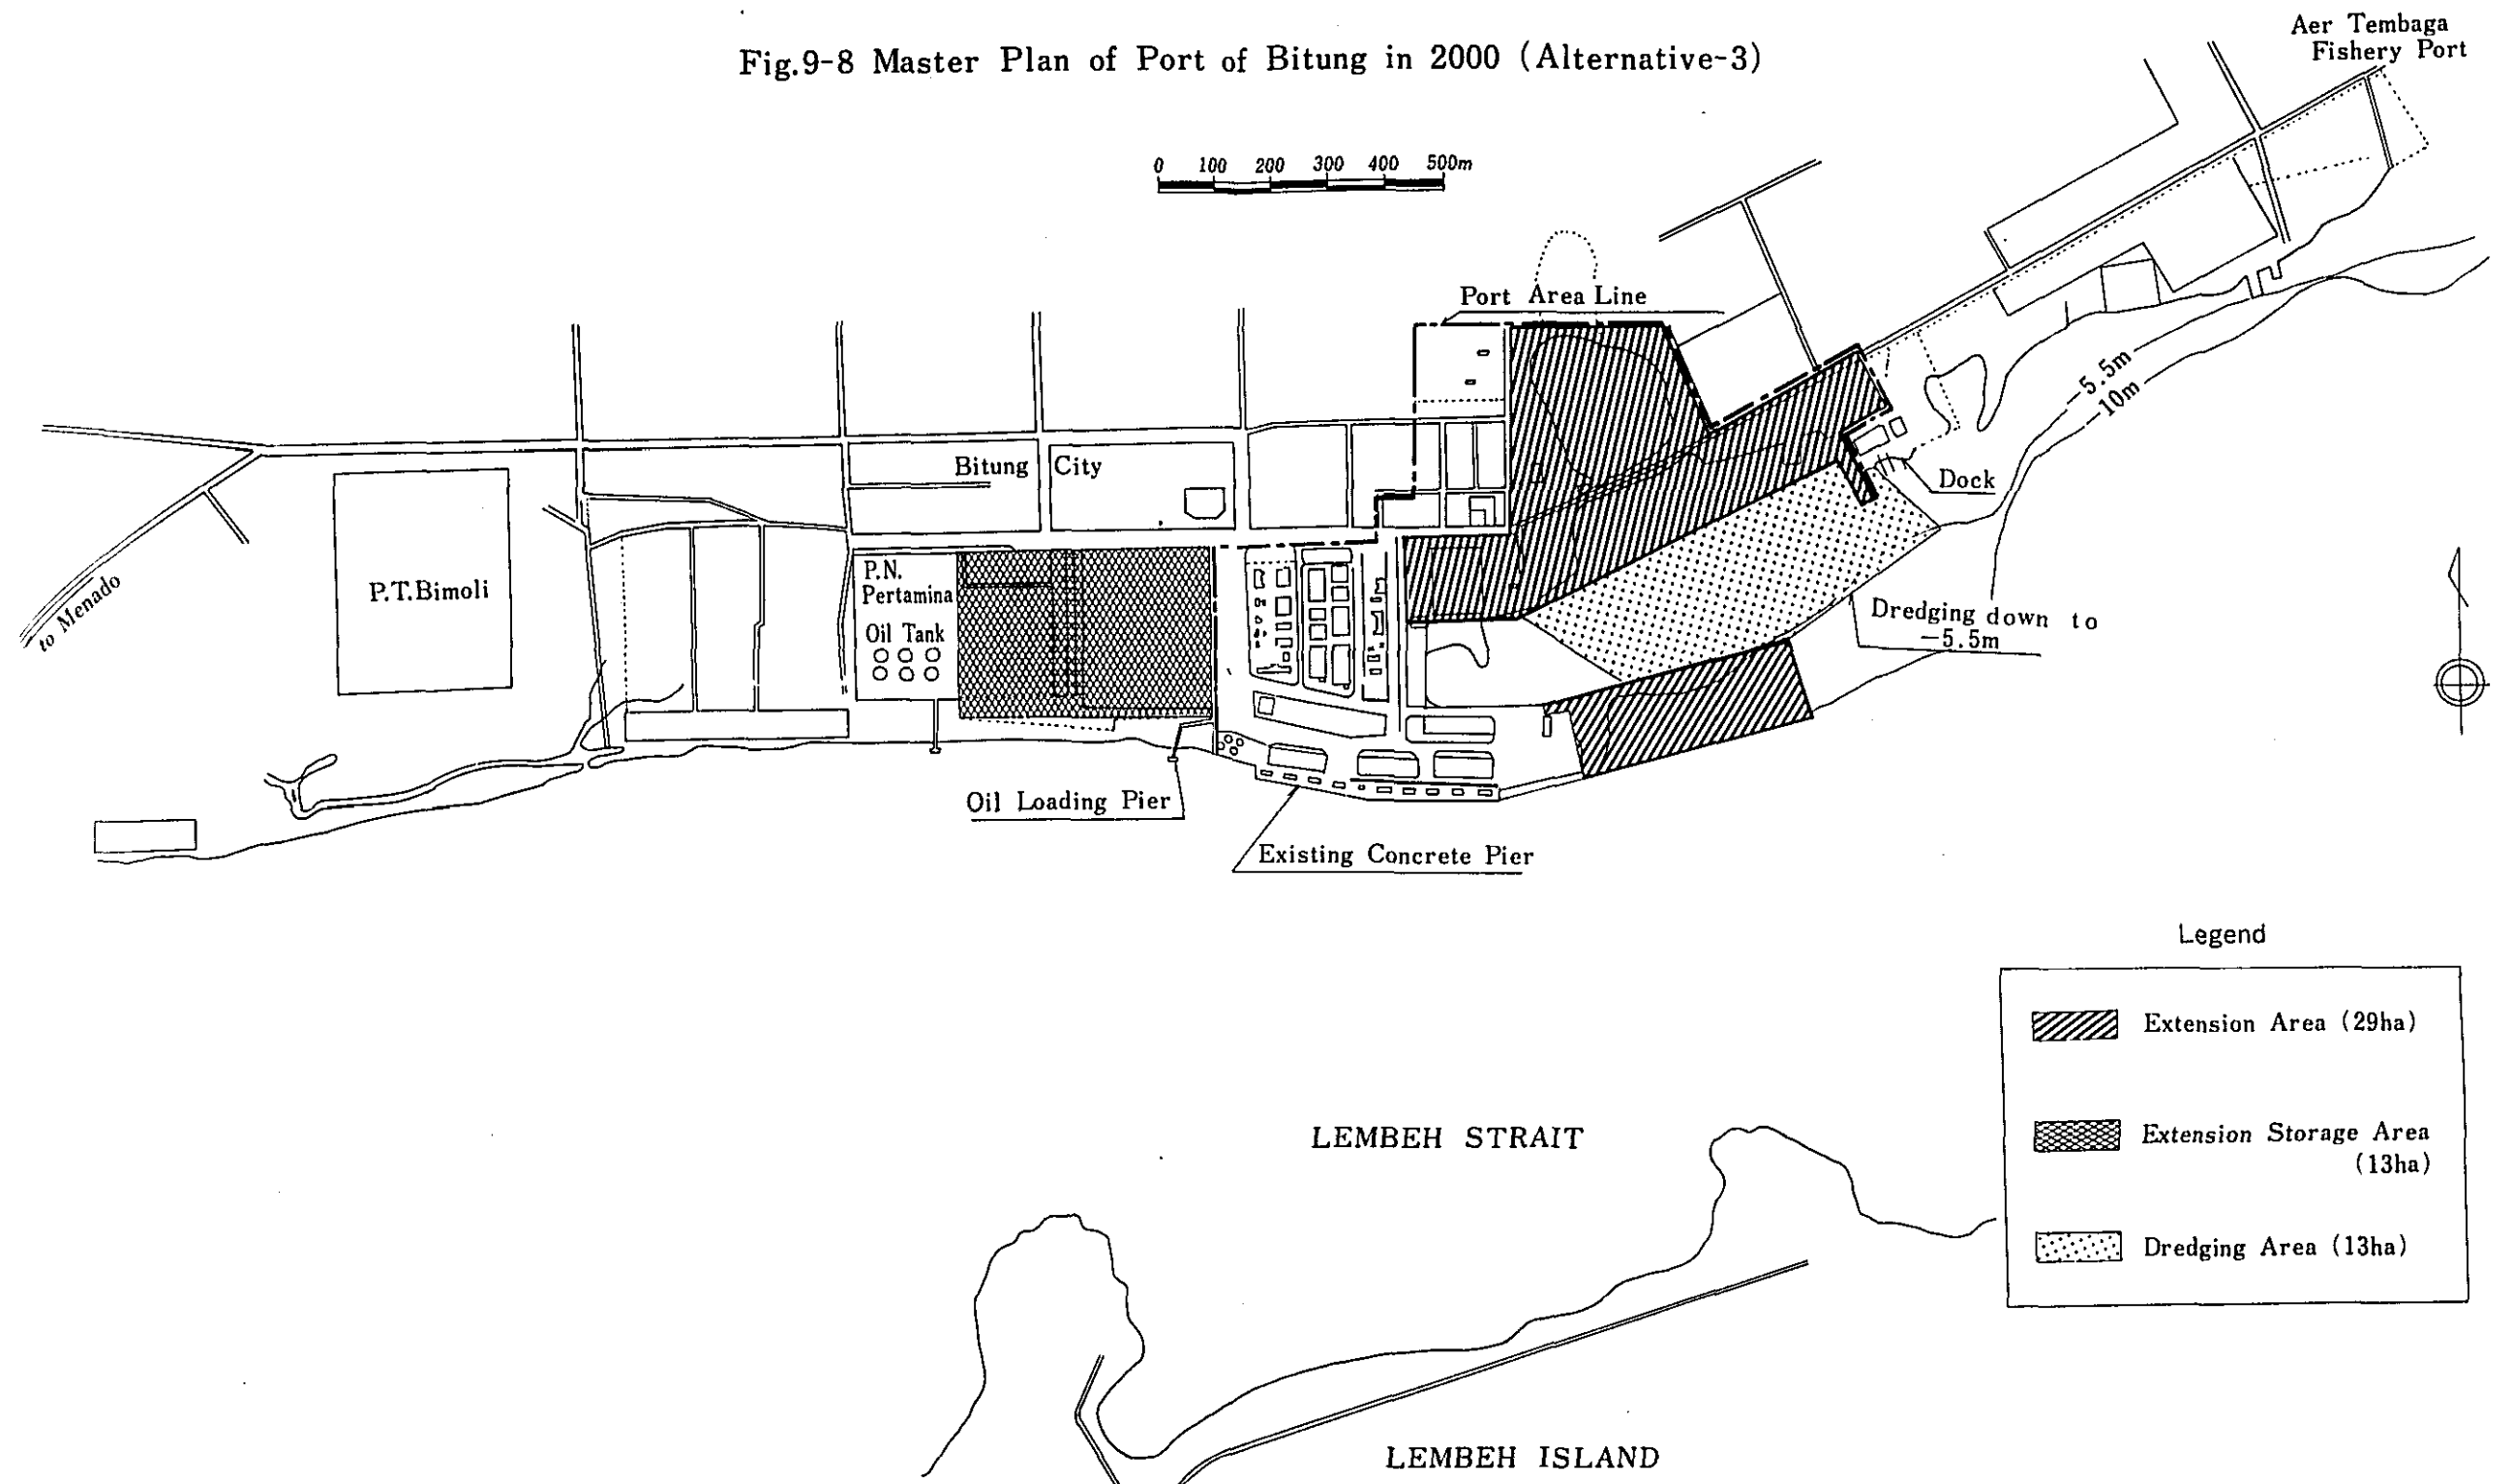 Aer Tembaga
Fishery Port
Fig.9-8 Master Plan of Port of Bitung in 2000 (Alternative-3)
0 100 200 300 400 500m
Port Area Line
-5.5m
-10m
Bitung City
Dock
P.N.
Pertamina
Oil Tank
P.T.Bimoli
to Menado
Dredging down to
-5.5m
Oil Loading Pier
Existing Concrete Pier
Legend
Extension Area (29ha)
Extension Storage Area
(13ha)
Dredging Area (13ha)
LEMBEH STRAIT
LEMBEH ISLAND